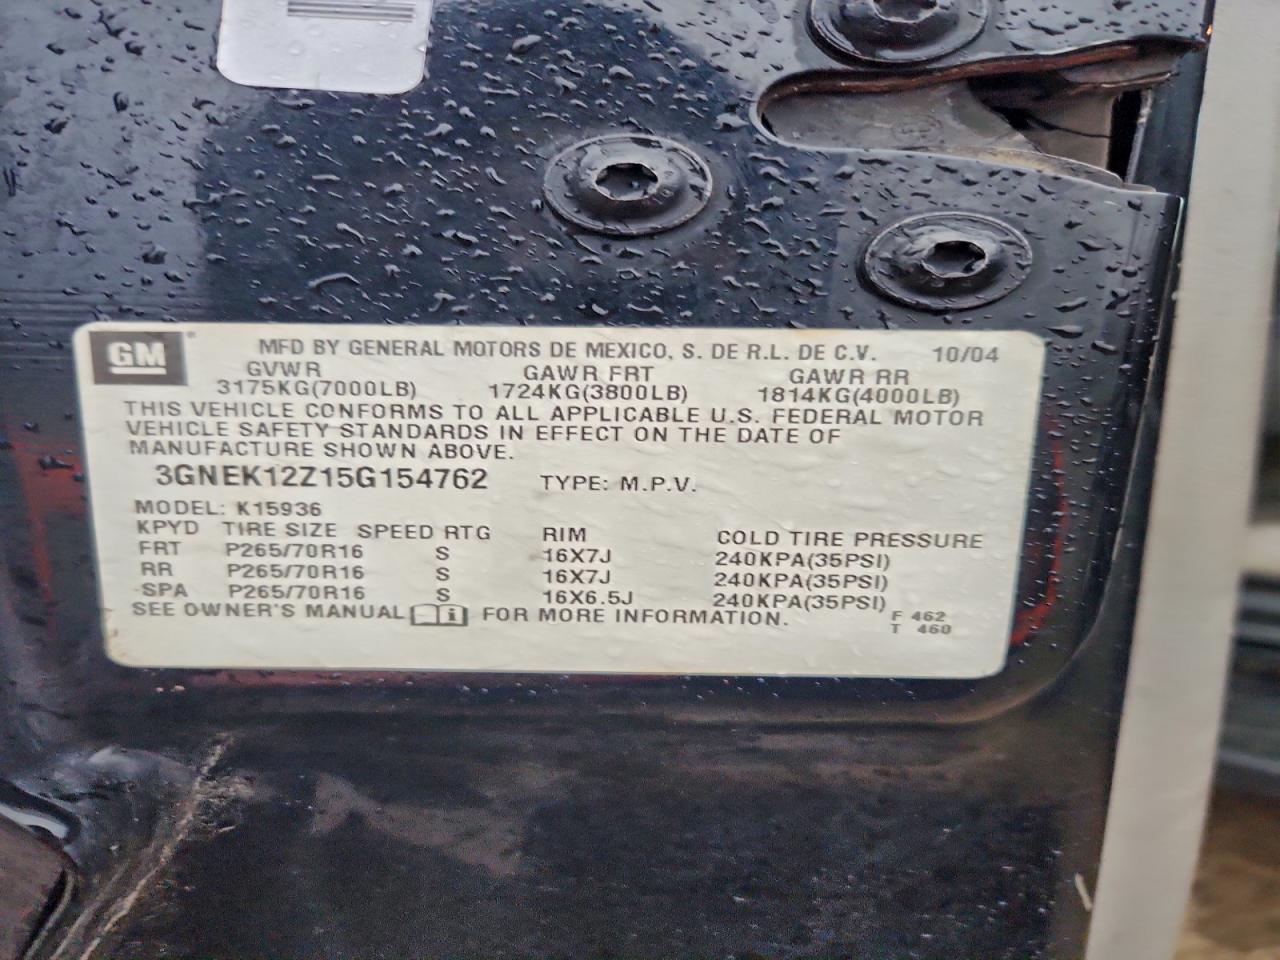 GM MFD BY GENERAL MOTORS DE MEXICO, S. DE R.L. DE C.V. 10/04
GVWR GAWR FRT GAWR RR
3175KG(7000LB) 1724KG(3800LB) 1814KG(4000LB)
THIS VEHICLE CONFORMS TO ALL APPLICABLE U.S. FEDERAL MOTOR
VEHICLE SAFETY STANDARDS IN EFFECT ON THE DATE OF
MANUFACTURE SHOWN ABOVE.
3GNEK12Z15G154762 TYPE: M.P.V.
MODEL: K15936
KPYD TIRE SIZE SPEED RTG RIM COLD TIRE PRESSURE
FRT P265/70R16 S 16X7J 240KPA(35PSI)
RR P265/70R16 S 16X7J 240KPA(35PSI)
SPA P265/70R16 S 16X6.5J 240KPA(35PSI)
SEE OWNER'S MANUAL i FOR MORE INFORMATION. F 462
T 460